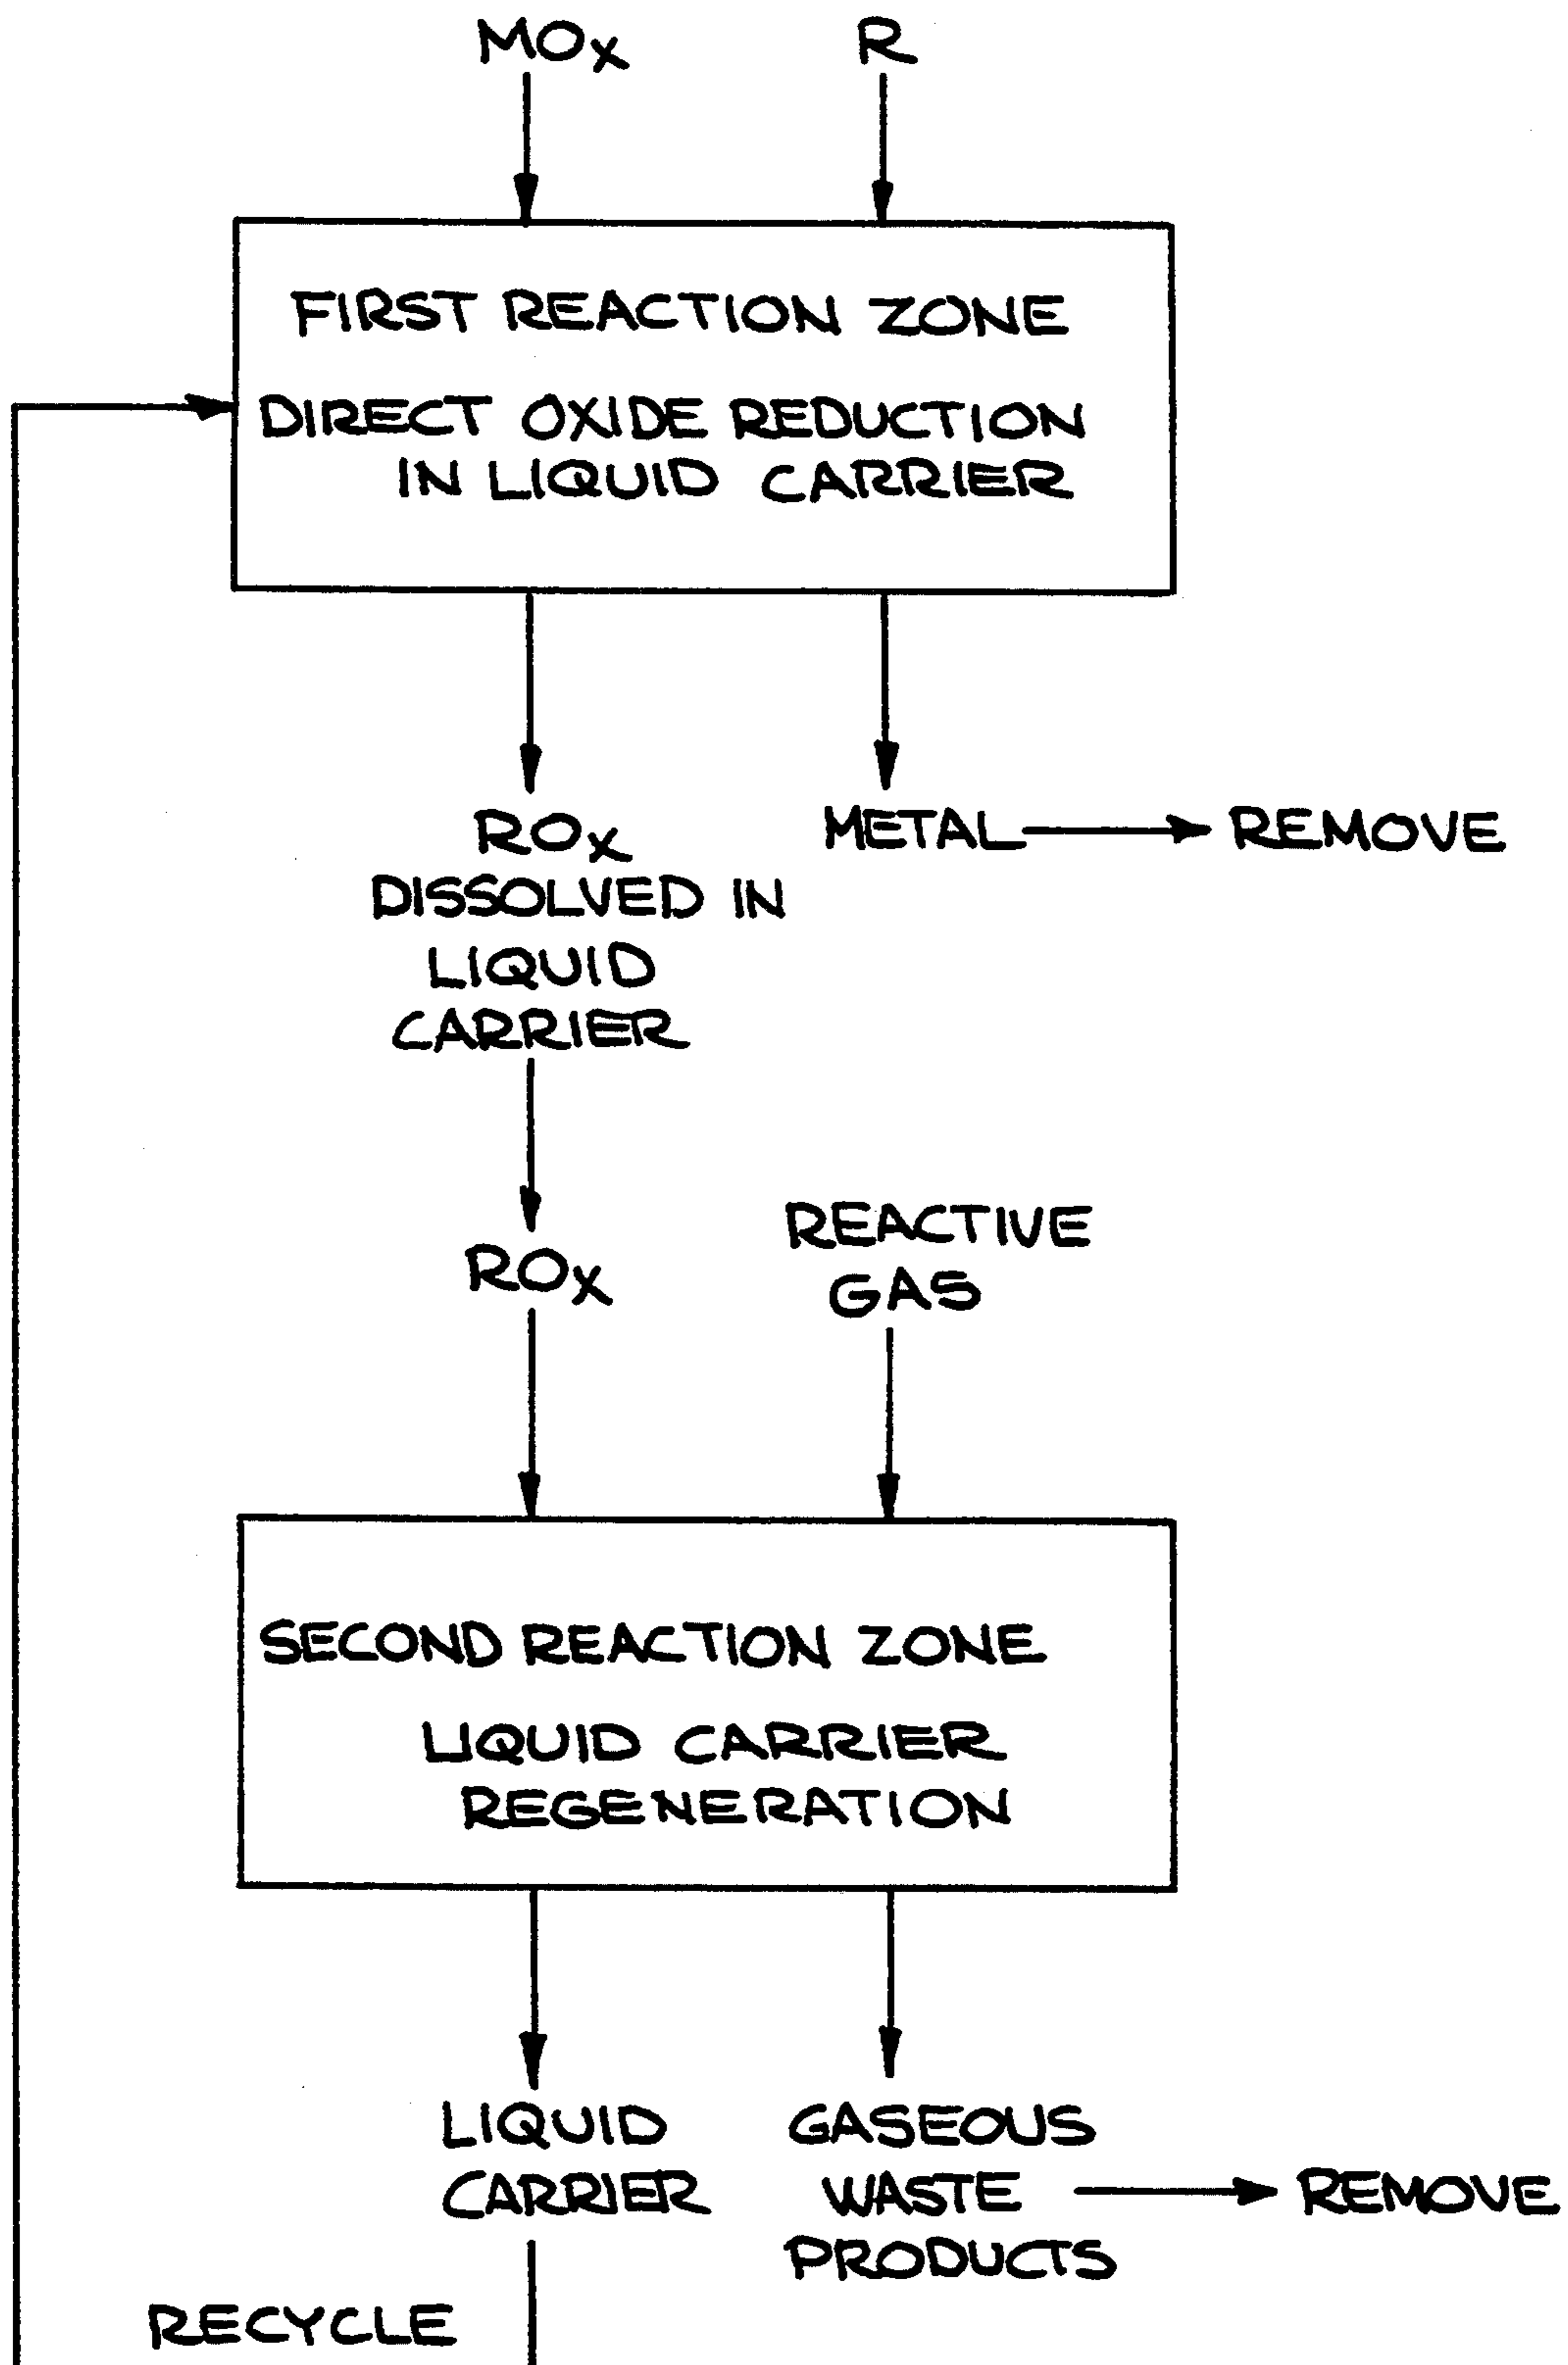 MOx R
FIRST REACTION ZONE
DIRECT OXIDE REDUCTION
IN LIQUID CARRIER
ROx
DISSOLVED IN
LIQUID
CARRIER
METAL
REMOVE
ROx
REACTIVE
GAS
SECOND REACTION ZONE
LIQUID CARRIER
REGENERATION
LIQUID
CARRIER
GASEOUS
WASTE
PRODUCTS
REMOVE
RECYCLE